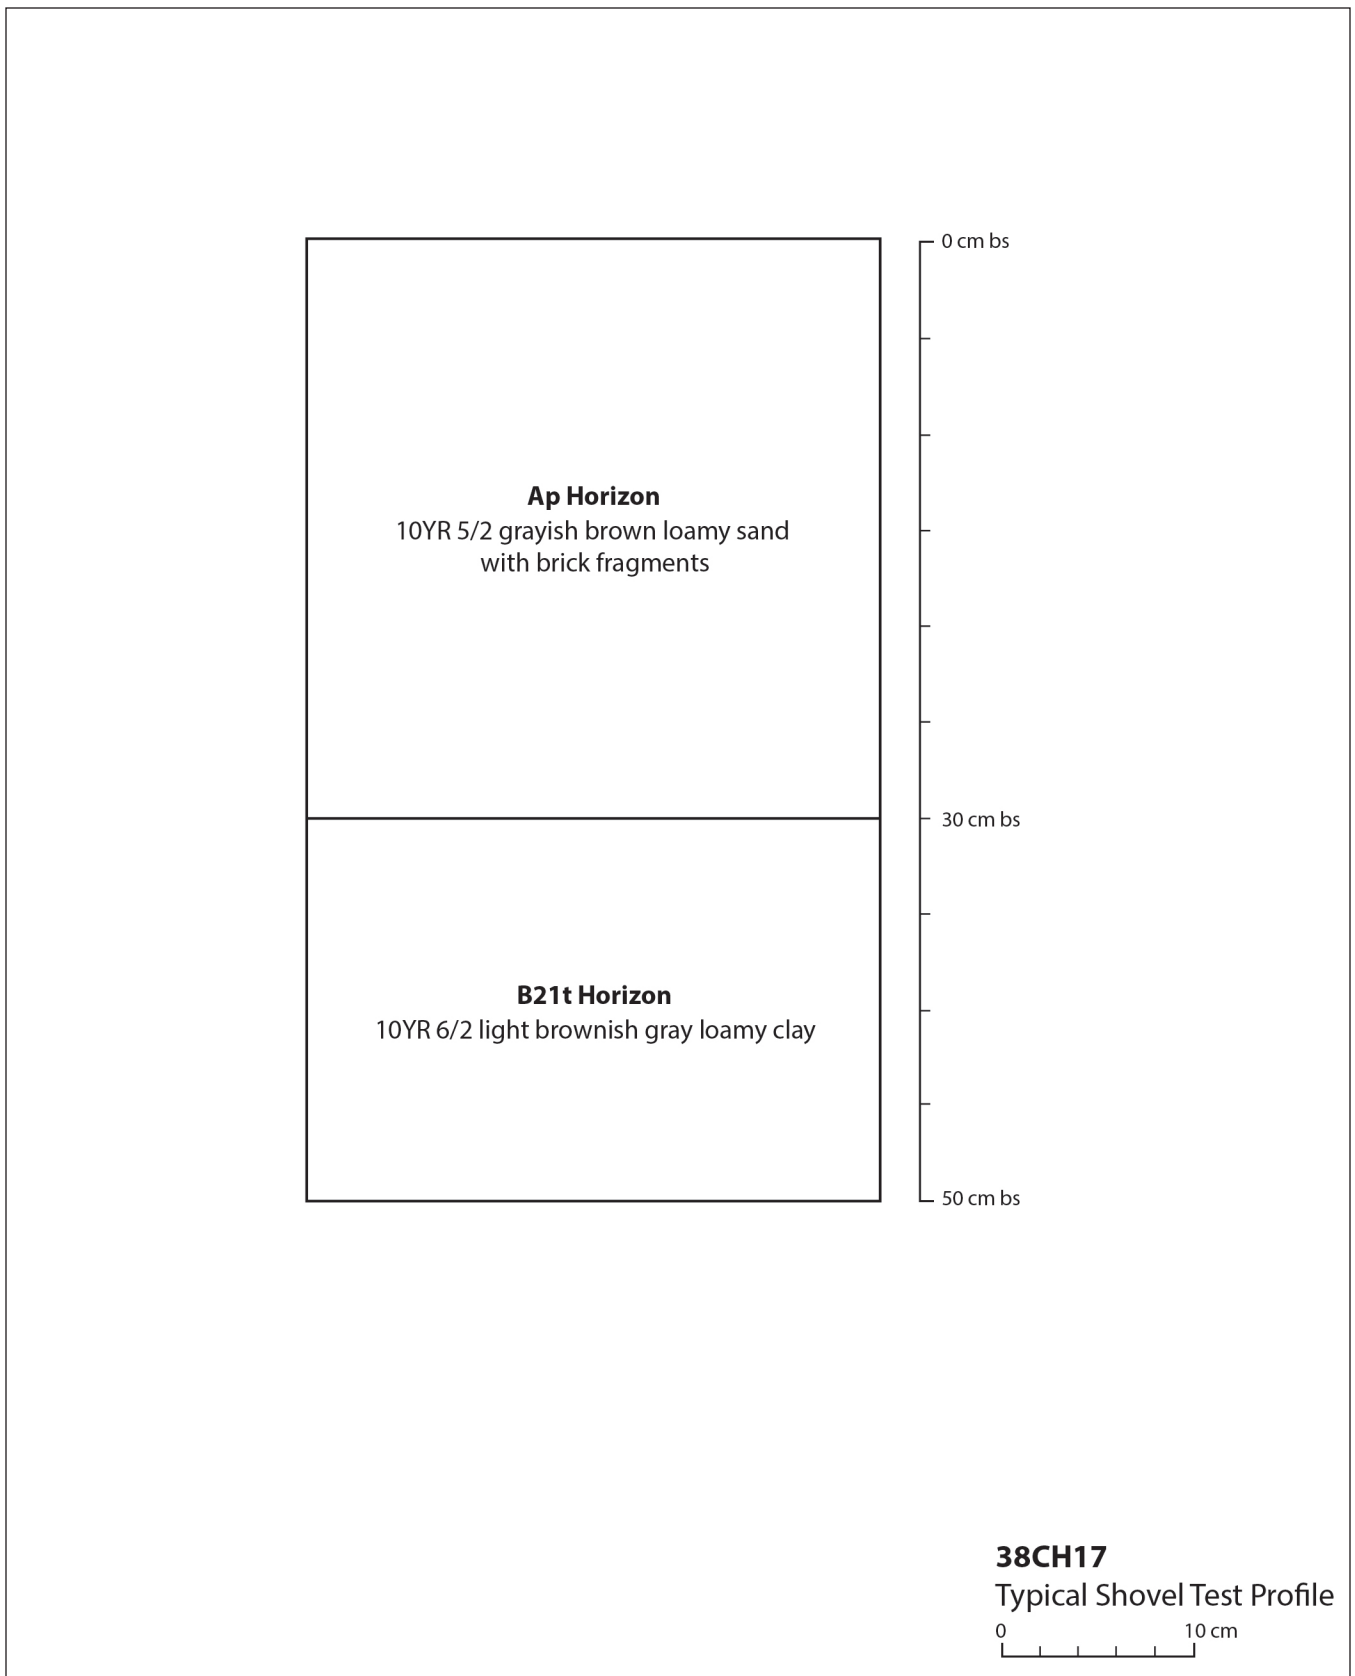 0 cm bs
Ap Horizon
10YR 5/2 grayish brown loamy sand
with brick fragments
30 cm bs
B21t Horizon
10YR 6/2 light brownish gray loamy clay
50 cm bs
38CH17
Typical Shovel Test Profile
0 10 cm